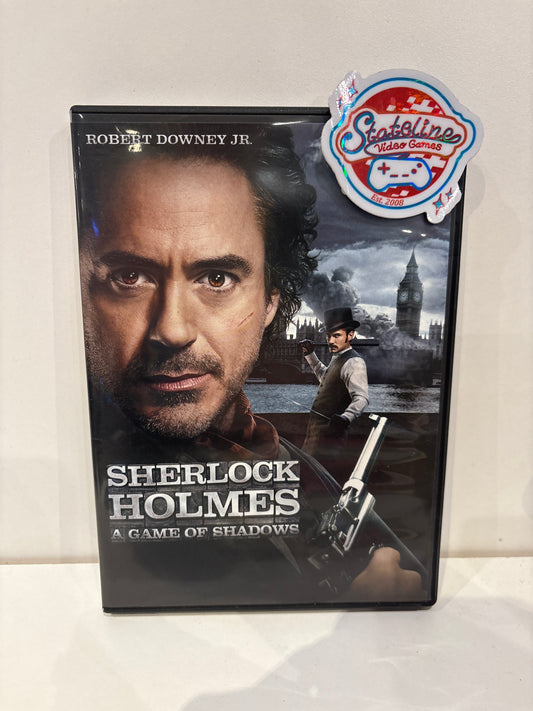 Stateline
Video Games
Est. 2008
ROBERT DOWNEY JR.
SHERLOCK
HOLMES
A GAME OF SHADOWS